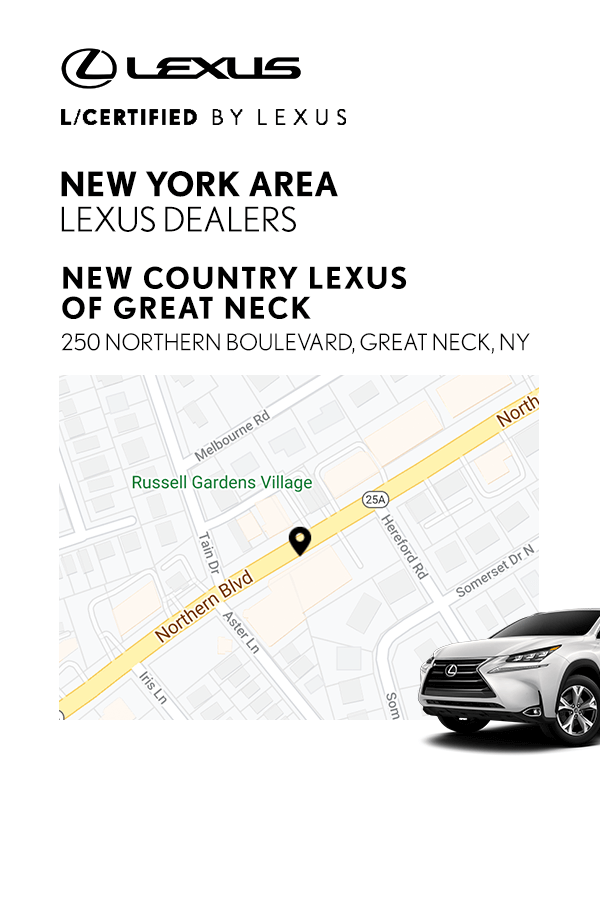 LEXUS
L/CERTIFIED BY LEXUS
NEW YORK AREA
LEXUS DEALERS
NEW COUNTRY LEXUS
OF GREAT NECK
250 NORTHERN BOULEVARD, GREAT NECK, NY
North
Melbourne Rd
Russell Gardens Village
25A
Tain Dr
Hereford Rd
Somerset Dr N
Northern Blvd
Aster Ln
Iris Ln
Som